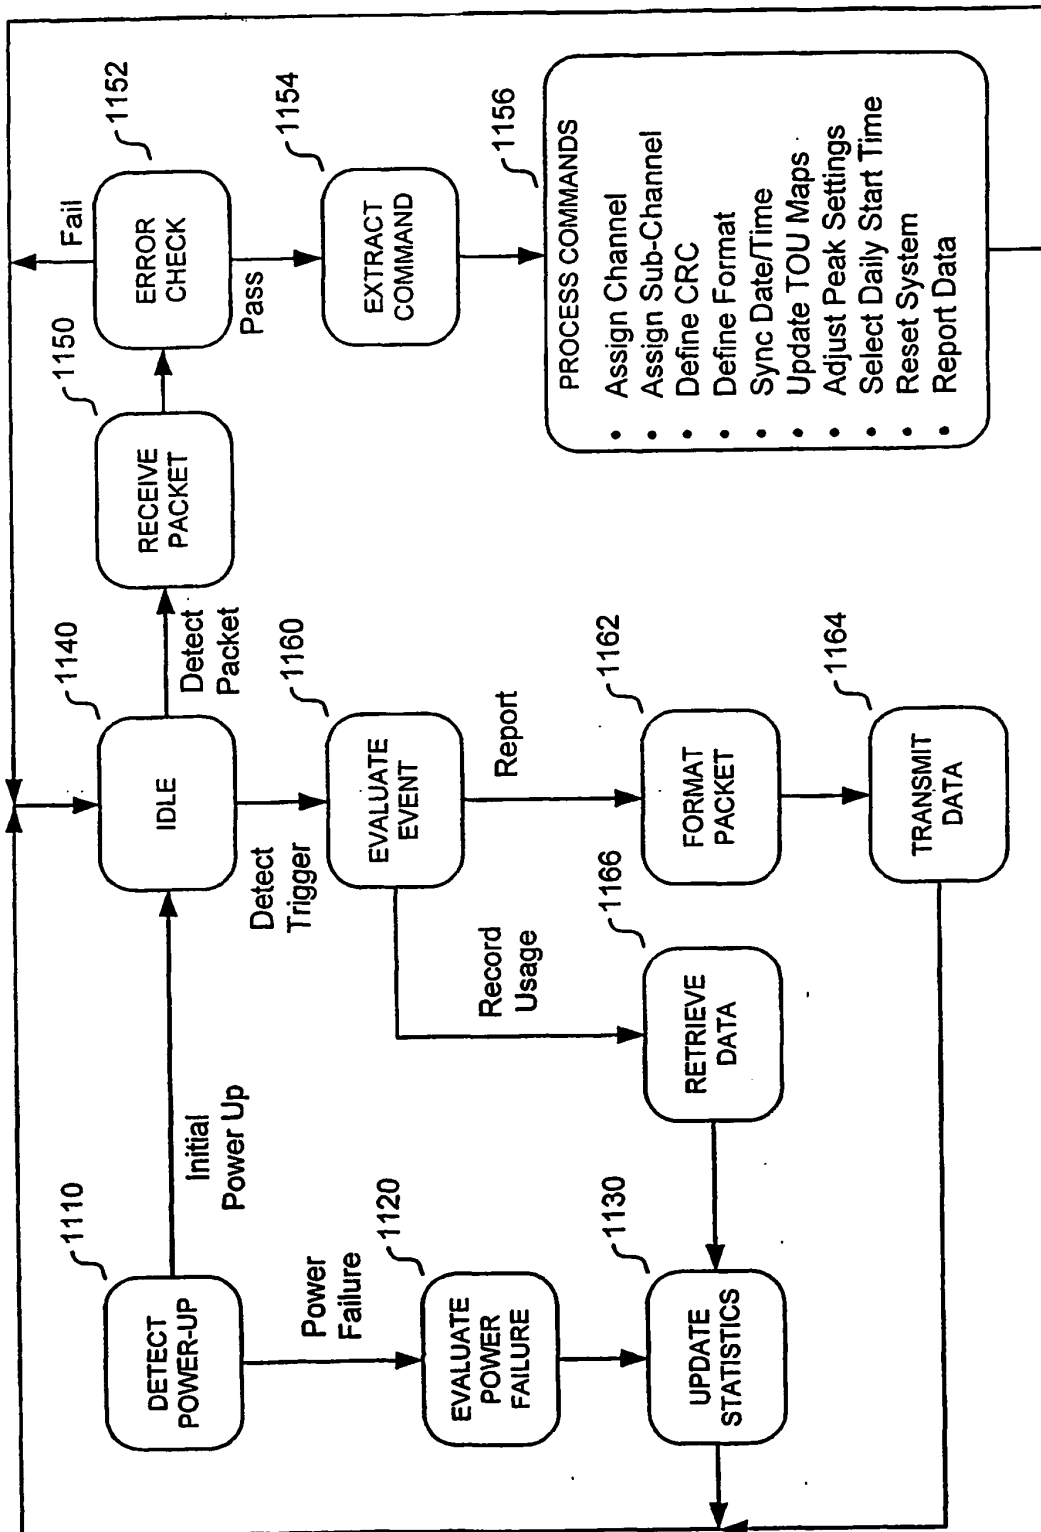 1110
DETECT
POWER-UP
Initial
Power Up
1140
IDLE
Detect
Packet
1150
RECEIVE
PACKET
1152
ERROR
CHECK
Fail
Pass
1154
EXTRACT
COMMAND
1156
PROCESS COMMANDS
• Assign Channel
• Assign Sub-Channel
• Define CRC
• Define Format
• Sync Date/Time
• Update TOU Maps
• Adjust Peak Settings
• Select Daily Start Time
• Reset System
• Report Data
Detect
Trigger
1160
EVALUATE
EVENT
Report
1162
FORMAT
PACKET
1164
TRANSMIT
DATA
Record
Usage
1166
RETRIEVE
DATA
Power
Failure
1120
EVALUATE
POWER
FAILURE
1130
UPDATE
STATISTICS